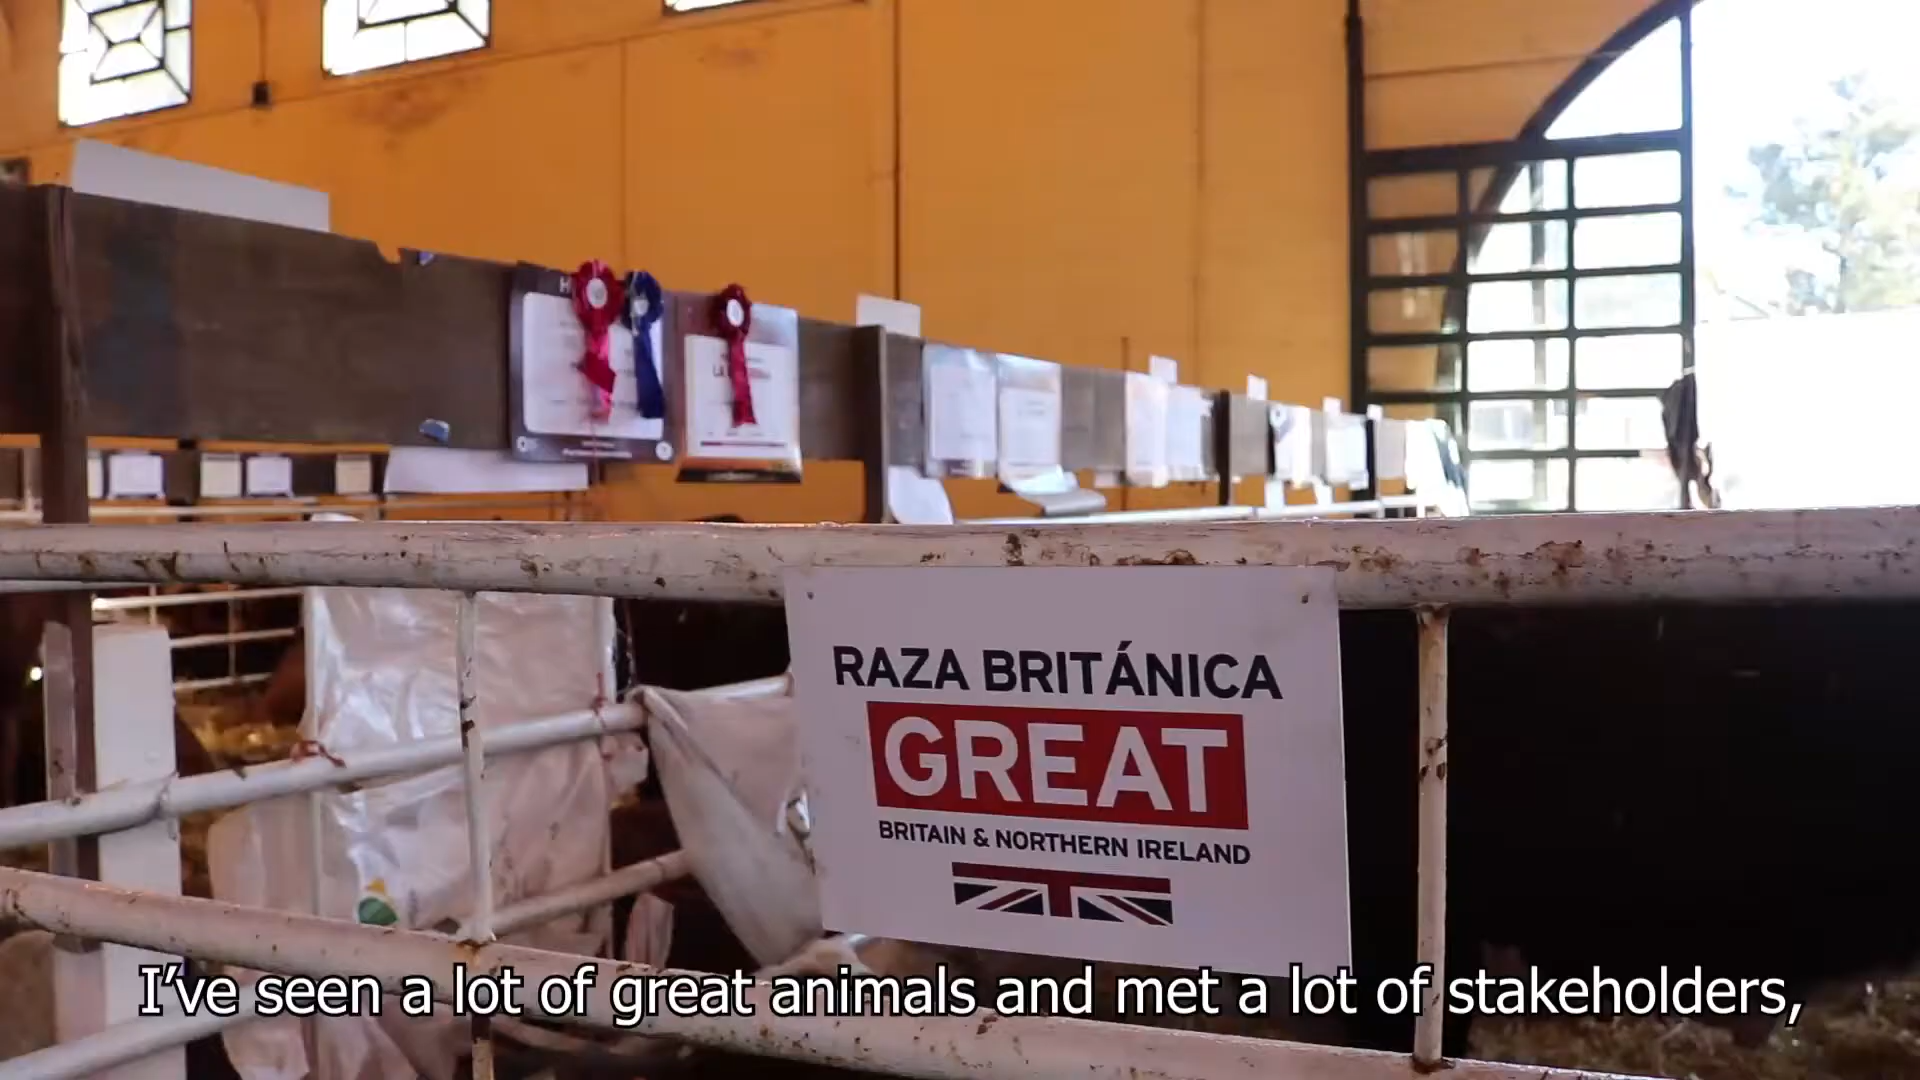 RAZA BRITÁNICA
GREAT
BRITAIN & NORTHERN IRELAND
I’ve seen a lot of great animals and met a lot of stakeholders,